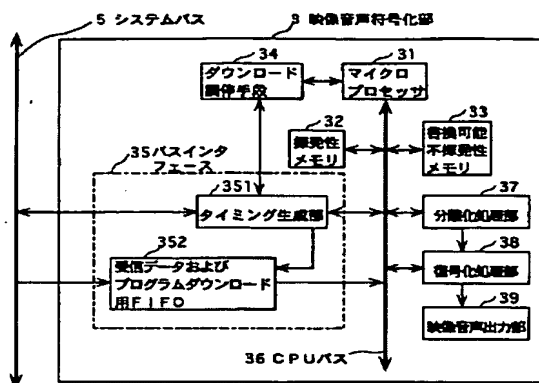 5 システムバス
3 映像音声符号化部
34
ダウンロード
調停手段
31
マイクロ
プロセッサ
32
揮発性
メモリ
33
書換可能
不揮発性
メモリ
35バスインタ
フェース
351
タイミング生成部
352
受信データおよび
プログラムダウンロード
用FIFO
37
分離化処理部
38
復号化処理部
39
映像音声出力部
36 CPUバス